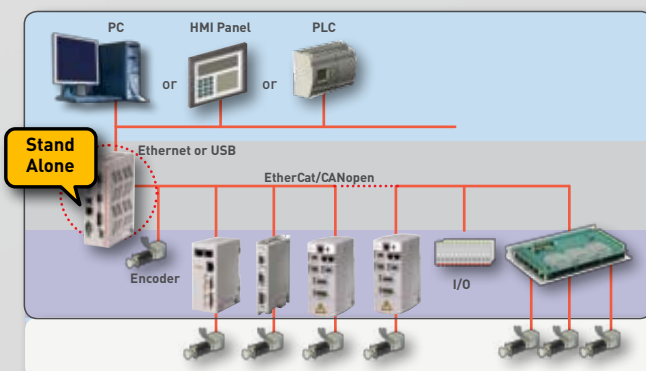 PC
HMI Panel
PLC
or
or
Stand
Alone
Ethernet or USB
EtherCat/CANopen
Encoder
I/O